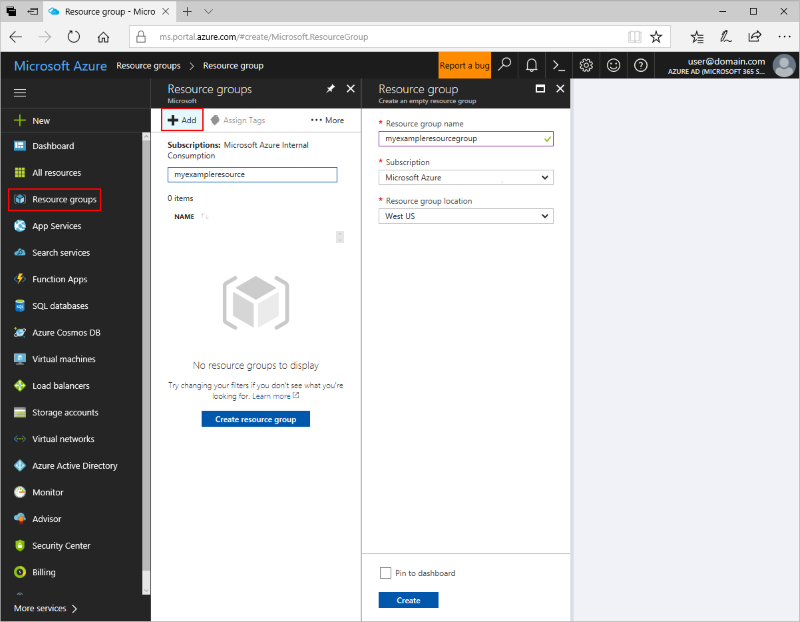 Resource group - Micro
ms.portal.azure.com/#create/Microsoft.ResourceGroup
Microsoft Azure Resource groups > Resource group
Report a bug
user@domain.com
AZURE AD (MICROSOFT 365 S...
New
Dashboard
All resources
Resource groups
App Services
Search services
Function Apps
SQL databases
Azure Cosmos DB
Virtual machines
Load balancers
Storage accounts
Virtual networks
Azure Active Directory
Monitor
Advisor
Security Center
Billing
More services >
Resource groups
Microsoft
Add Assign Tags ••• More
Subscriptions: Microsoft Azure Internal
Consumption
myexampleresource
0 items
NAME
No resource groups to display
Try changing your filters if you don't see what you're
looking for. Learn more
Create resource group
Resource group
Create an empty resource group
* Resource group name
myexampleresourcegroup
* Subscription
Microsoft Azure
* Resource group location
West US
Pin to dashboard
Create